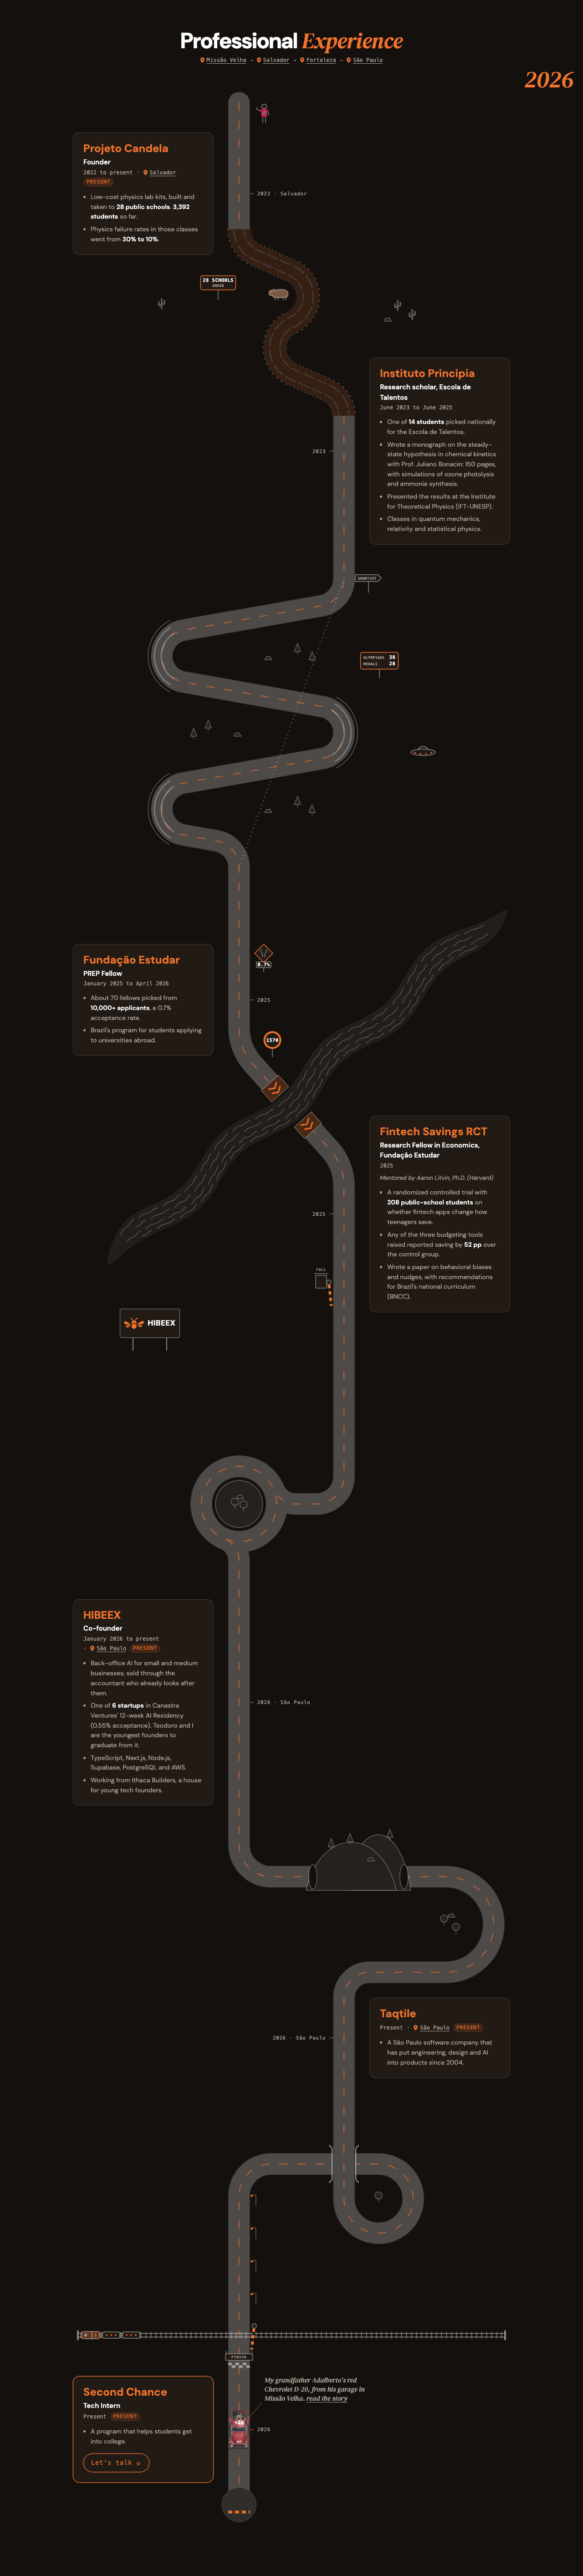 Professional Experience
Missão Velha → Salvador → Fortaleza → São Paulo
2026
Projeto Candela
Founder
2022 to present · Salvador
PRESENT
Low-cost physics lab kits, built and
taken to 28 public schools. 3,392
students so far.
Physics failure rates in those classes
went from 30% to 10%.
2022 · Salvador
28 SCHOOLS
AHEAD
Instituto Principia
Research scholar, Escola de
Talentos
June 2023 to June 2025
One of 14 students picked nationally
for the Escola de Talentos.
Wrote a monograph on the steady-
state hypothesis in chemical kinetics
with Prof. Juliano Bonacin: 150 pages,
with simulations of ozone photolysis
and ammonia synthesis.
Presented the results at the Institute
for Theoretical Physics (IFT-UNESP).
Classes in quantum mechanics,
relativity and statistical physics.
2023
SHORTCUT
OLYMPIADS 38
MEDALS 28
Fundação Estudar
PREP Fellow
January 2025 to April 2026
About 70 fellows picked from
10,000+ applicants, a 0.7%
acceptance rate.
Brazil's program for students applying
to universities abroad.
0.7%
2025
1570
Fintech Savings RCT
Research Fellow in Economics,
Fundação Estudar
2025
Mentored by Aaron Litvin, Ph.D. (Harvard)
A randomized controlled trial with
208 public-school students on
whether fintech apps change how
teenagers save.
Any of the three budgeting tools
raised reported saving by 52 pp over
the control group.
Wrote a paper on behavioral biases
and nudges, with recommendations
for Brazil's national curriculum
(BNCC).
2025
TOLL
HIBEEX
HIBEEX
Co-founder
January 2026 to present
· São Paulo PRESENT
Back-office AI for small and medium
businesses, sold through the
accountant who already looks after
them.
One of 6 startups in Canastra
Ventures' 12-week AI Residency
(0.55% acceptance). Teodoro and I
are the youngest founders to
graduate from it.
TypeScript, Next.js, Node.js,
Supabase, PostgreSQL and AWS.
Working from Ithaca Builders, a house
for young tech founders.
2026 · São Paulo
Taqtile
Present · São Paulo PRESENT
A São Paulo software company that
has put engineering, design and AI
into products since 2004.
2026 · São Paulo
FINISH
Second Chance
Tech Intern
Present PRESENT
A program that helps students get
into college.
Let's talk ↓
My grandfather Adalberto's red
Chevrolet D-20, from his garage in
Missão Velha. read the story
2026